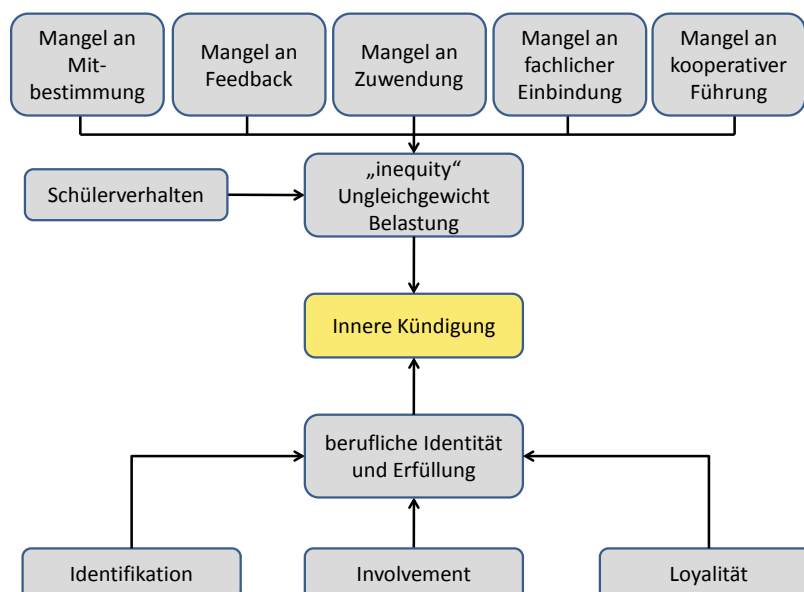 Mangel an
Mit-
bestimmung
Mangel an
Feedback
Mangel an
Zuwendung
Mangel an
fachlicher
Einbindung
Mangel an
kooperativer
Führung
Schülerverhalten
„inequity“
Ungleichgewicht
Belastung
Innere Kündigung
berufliche Identität
und Erfüllung
Identifikation
Involvement
Loyalität